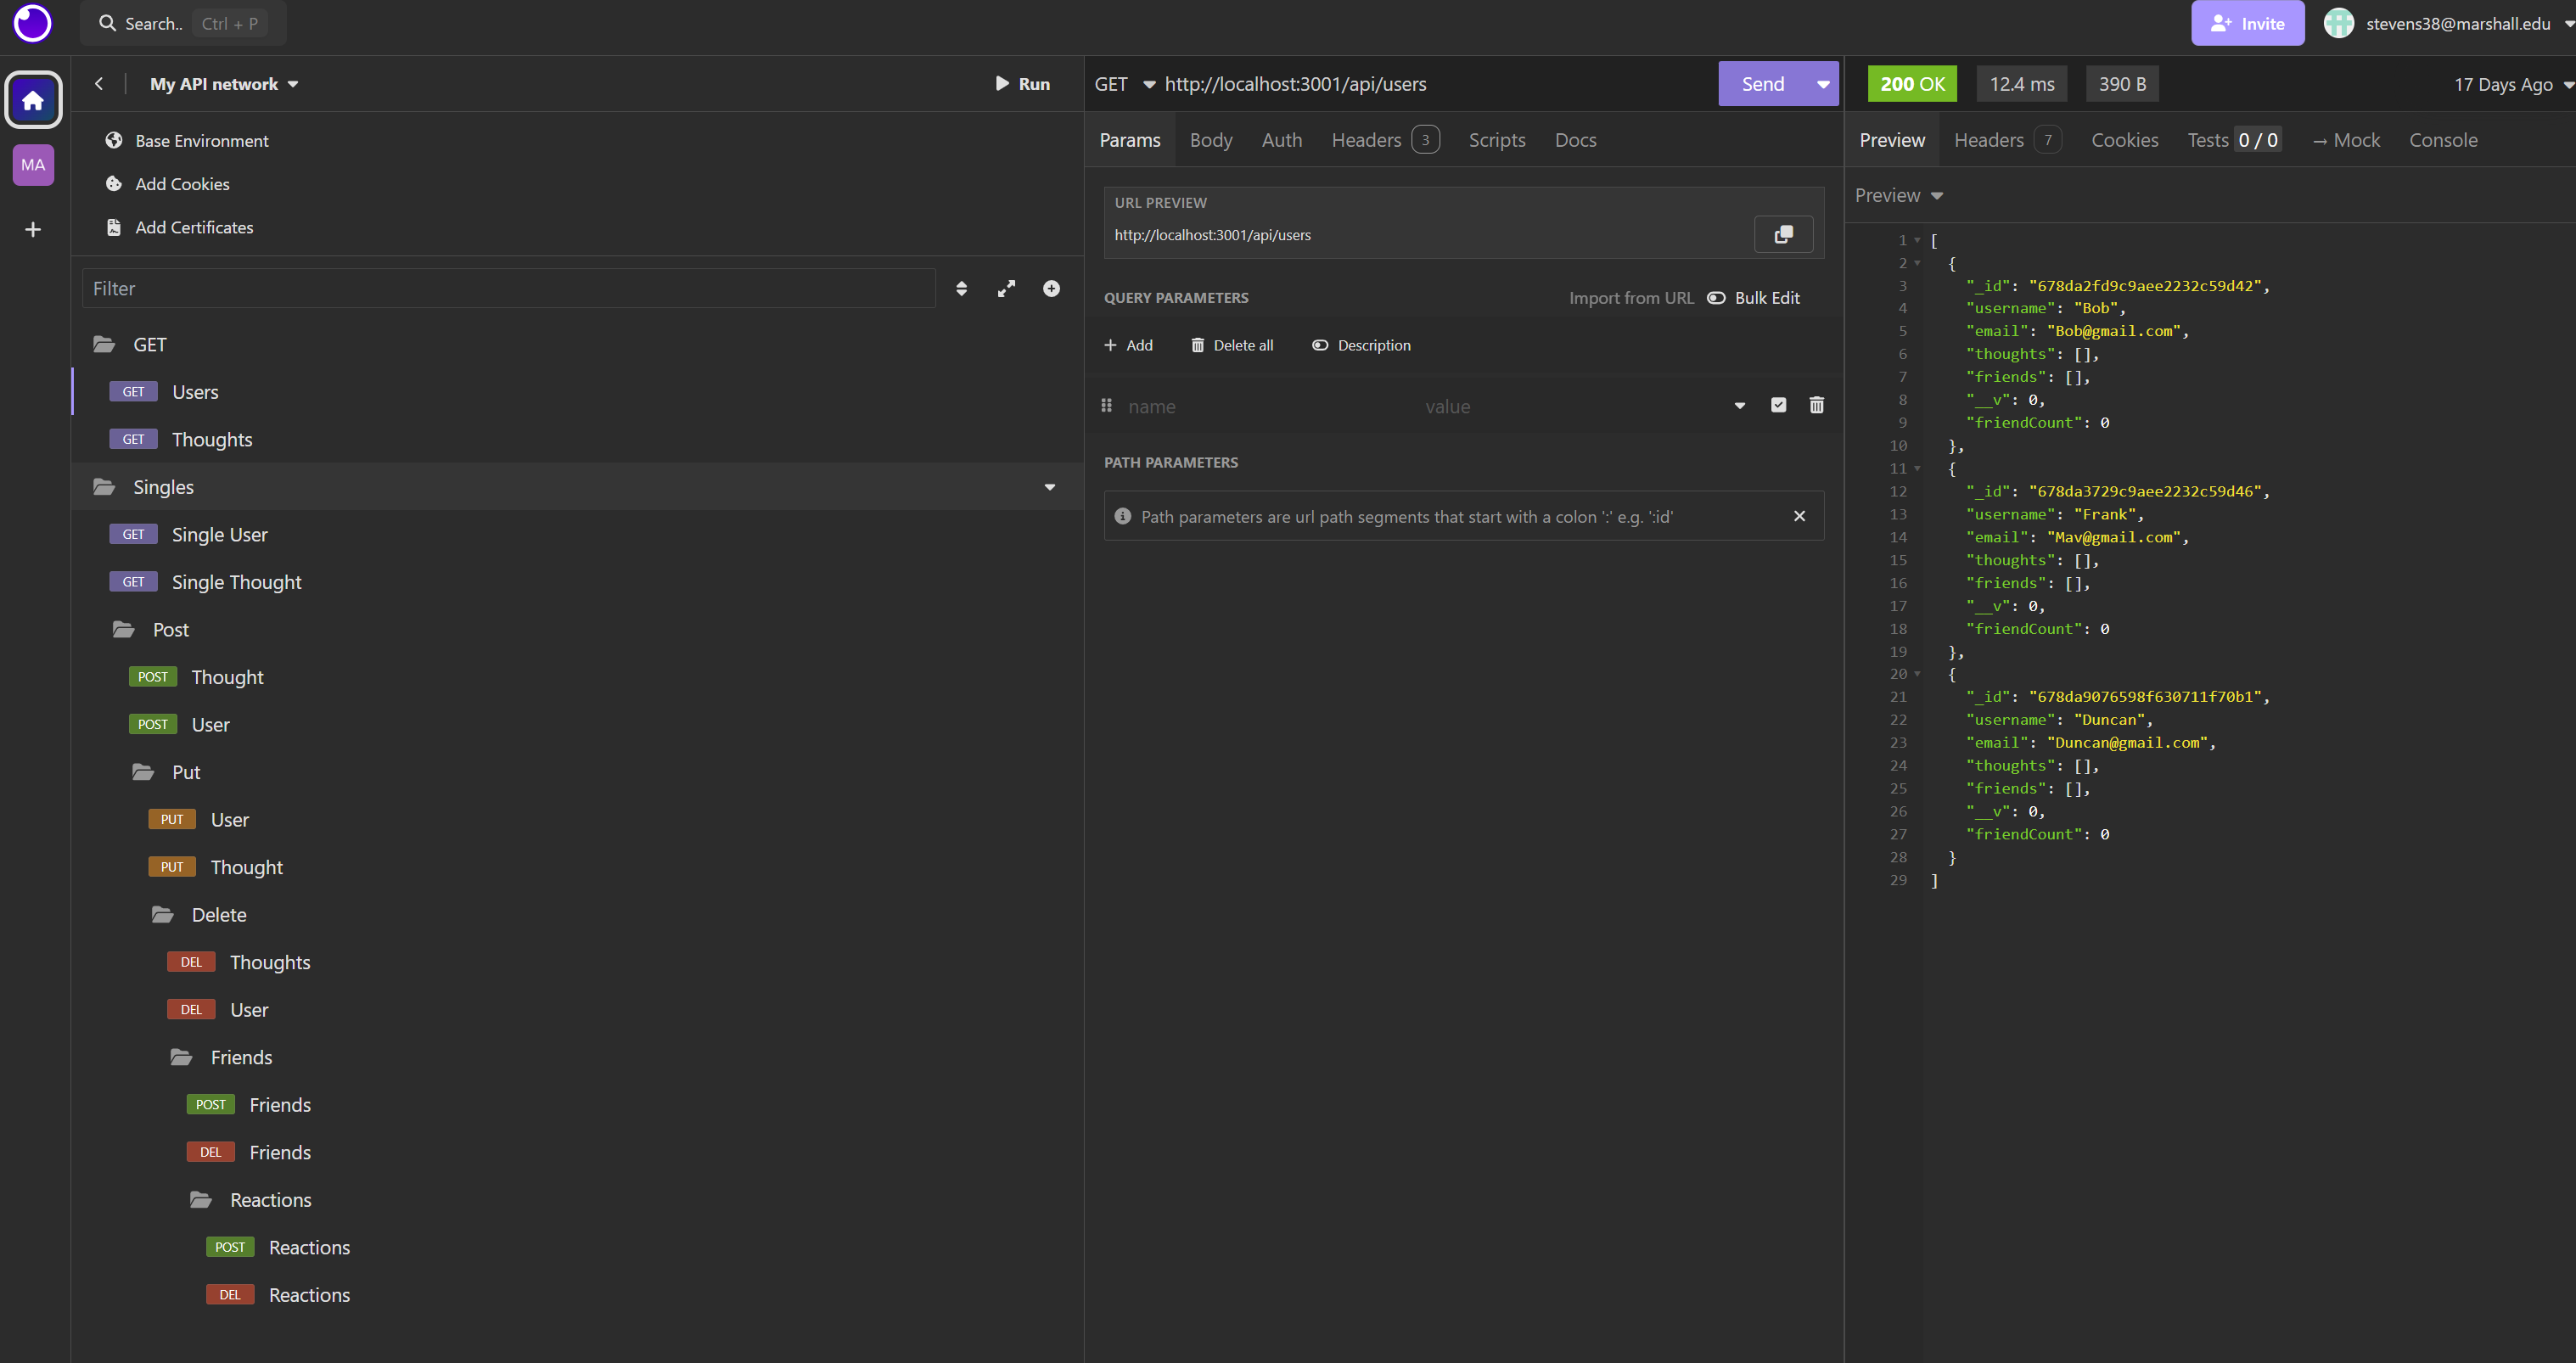 Search.. Ctrl + P
Invite
stevens38@marshall.edu
MA
My API network
Run
Base Environment
Add Cookies
Add Certificates
Filter
GET
GET Users
GET Thoughts
Singles
GET Single User
GET Single Thought
Post
POST Thought
POST User
Put
PUT User
PUT Thought
Delete
DEL Thoughts
DEL User
Friends
POST Friends
DEL Friends
Reactions
POST Reactions
DEL Reactions
GET http://localhost:3001/api/users
Send
Params Body Auth Headers 3 Scripts Docs
URL PREVIEW
http://localhost:3001/api/users
QUERY PARAMETERS Import from URL Bulk Edit
Add Delete all Description
name value
PATH PARAMETERS
Path parameters are url path segments that start with a colon ':' e.g. ':id'
200 OK 12.4 ms 390 B 17 Days Ago
Preview Headers 7 Cookies Tests 0 / 0 → Mock Console
Preview
1 [
2 {
3 "_id": "678da2fd9c9aee2232c59d42",
4 "username": "Bob",
5 "email": "Bob@gmail.com",
6 "thoughts": [],
7 "friends": [],
8 "__v": 0,
9 "friendCount": 0
10 },
11 {
12 "_id": "678da3729c9aee2232c59d46",
13 "username": "Frank",
14 "email": "Mav@gmail.com",
15 "thoughts": [],
16 "friends": [],
17 "__v": 0,
18 "friendCount": 0
19 },
20 {
21 "_id": "678da9076598f630711f70b1",
22 "username": "Duncan",
23 "email": "Duncan@gmail.com",
24 "thoughts": [],
25 "friends": [],
26 "__v": 0,
27 "friendCount": 0
28 }
29 ]